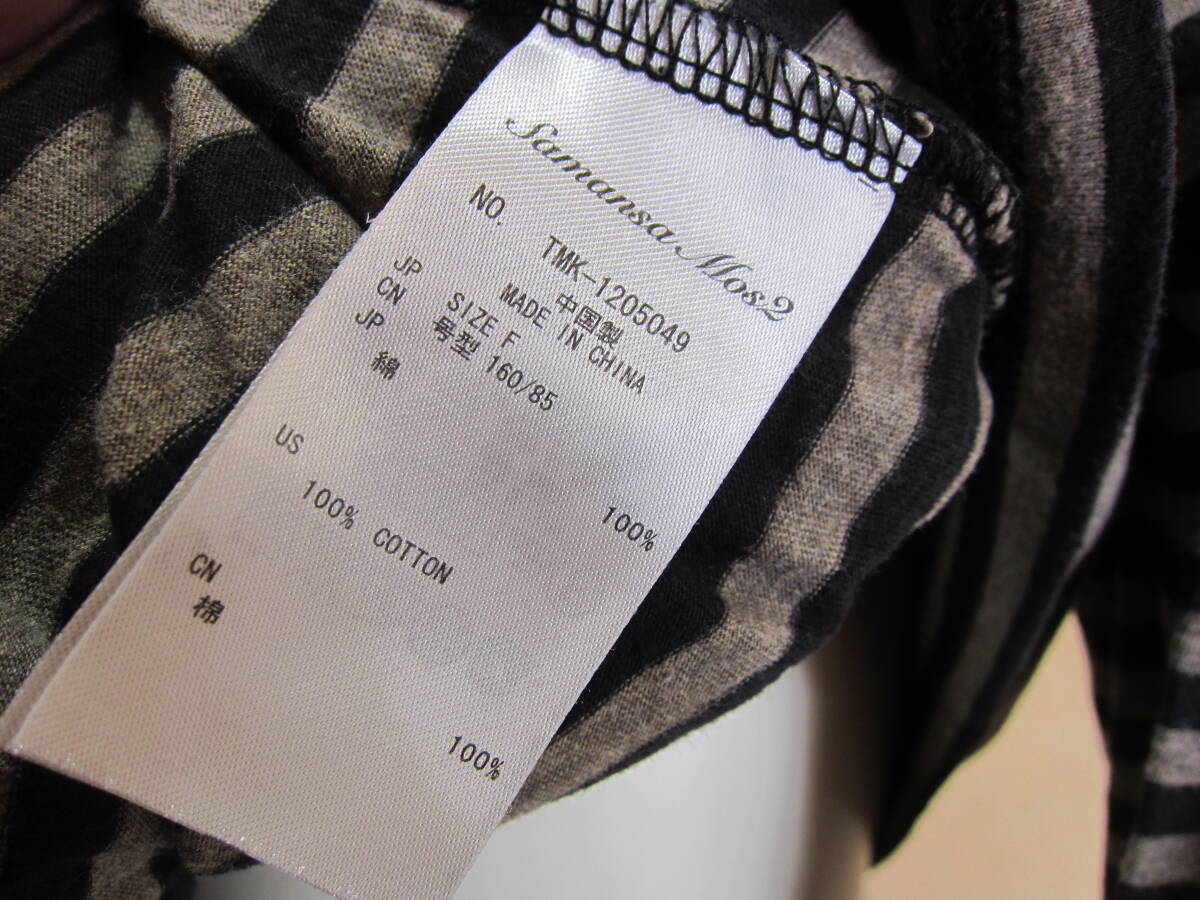 Samansa Mos2
NO. TMK-1205049
中国製
JP MADE IN CHINA
CN SIZE F
JP 号型 160/85
綿 100%
US
100% COTTON
CN
棉 100%